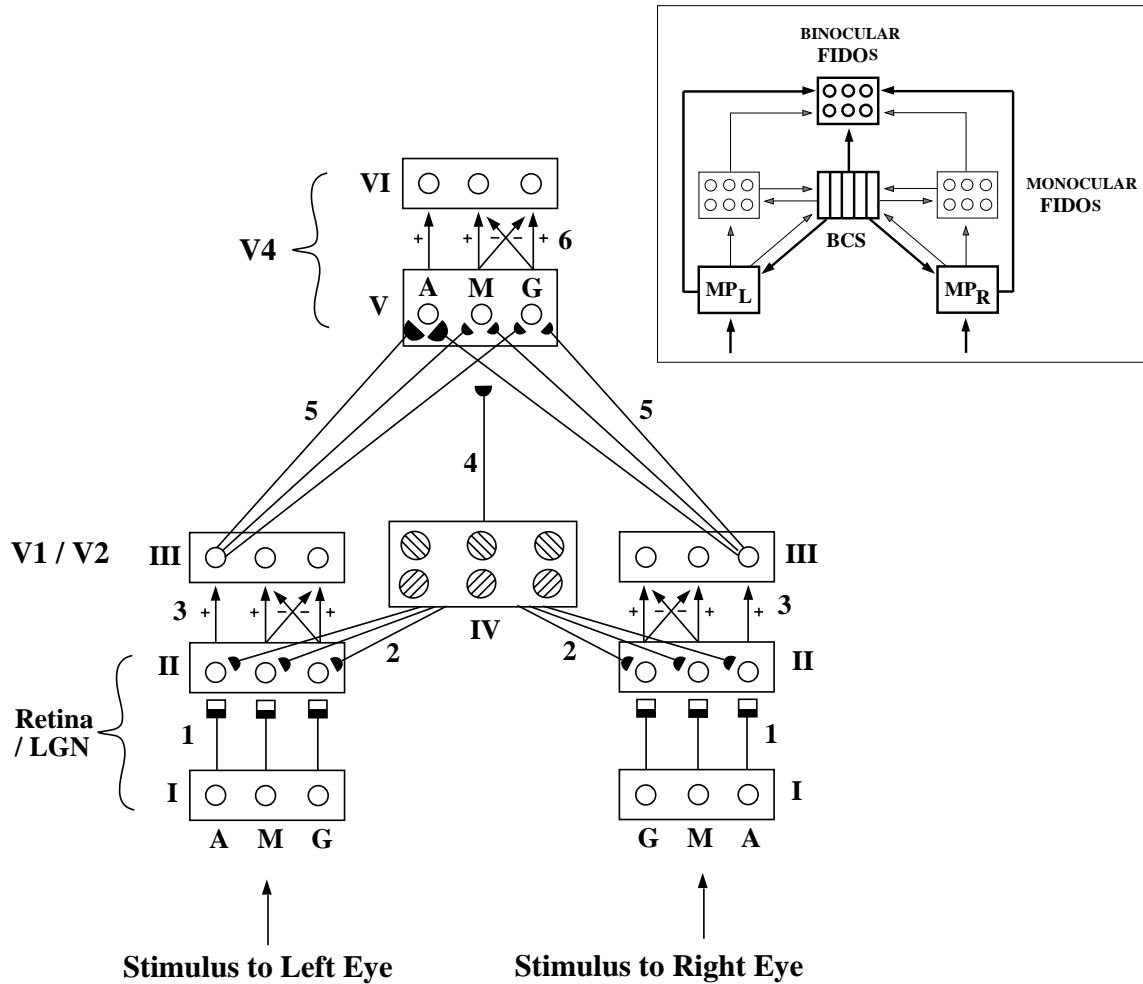 BINOCULAR
FIDOS
MONOCULAR
FIDOS
BCS
MPL
MPR
VI
+ + − − + 6
V4
A M G
V
5 5
4
V1 / V2
III III
3 + + − − + + − − + + 3
IV
2 2
II II
Retina
/ LGN
1 1
I I
A M G G M A
Stimulus to Left Eye Stimulus to Right Eye